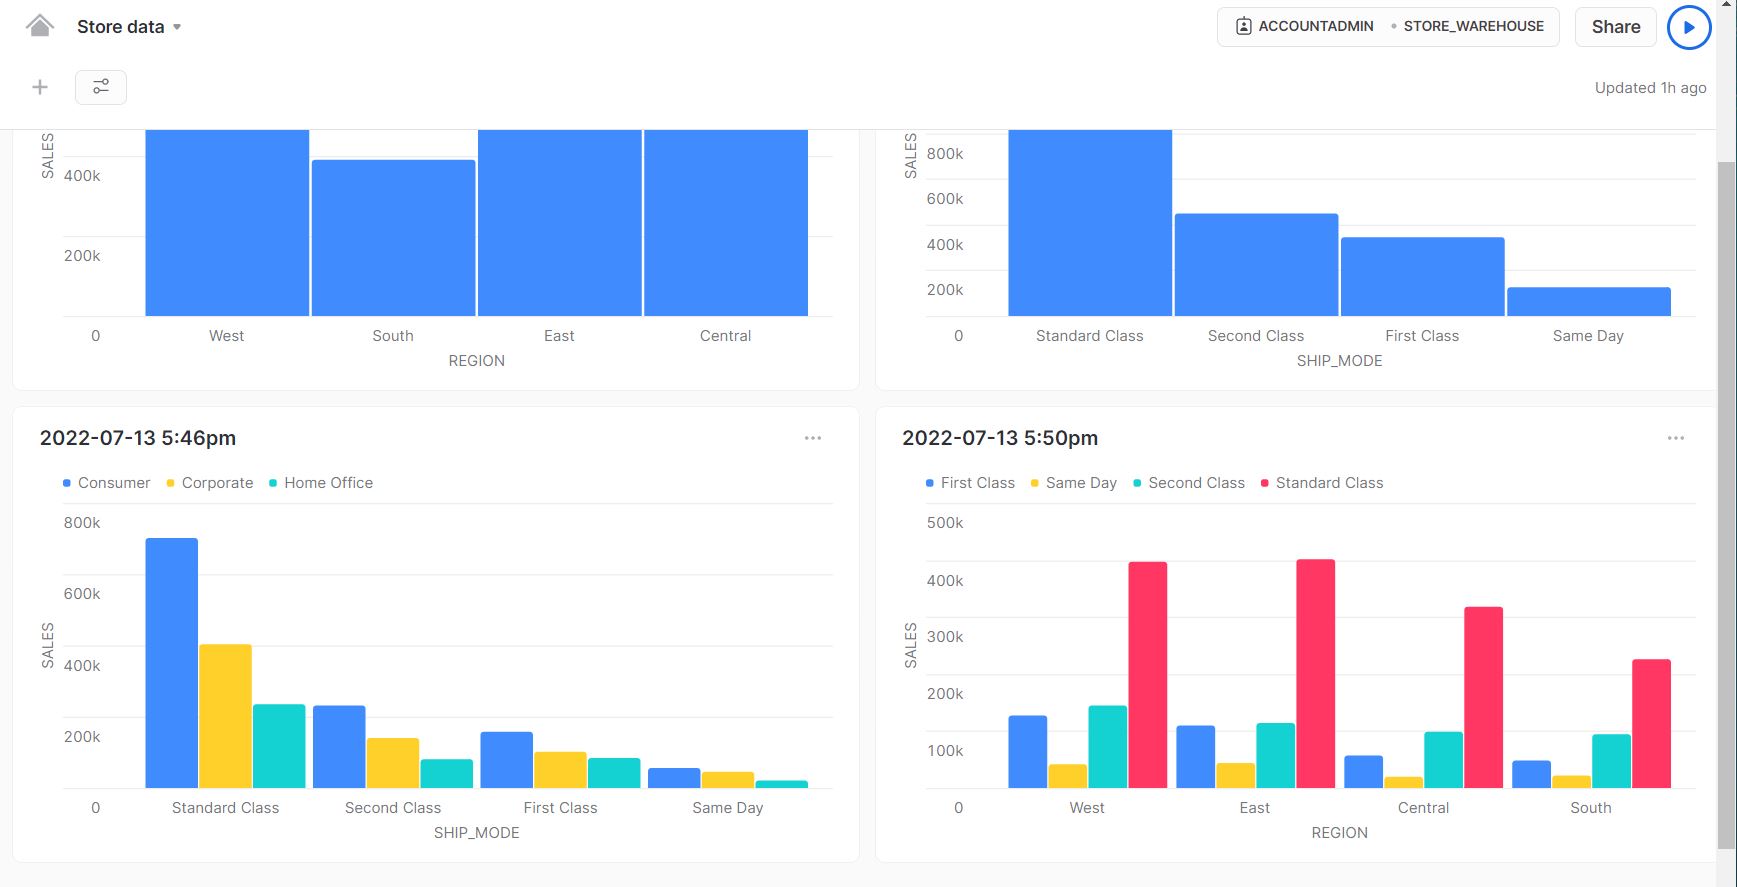 Store data
ACCOUNTADMIN • STORE_WAREHOUSE
Share
Updated 1h ago
SALES
400k
200k
0
West South East Central
REGION
SALES
800k
600k
400k
200k
0
Standard Class Second Class First Class Same Day
SHIP_MODE
2022-07-13 5:46pm
Consumer Corporate Home Office
SALES
800k
600k
400k
200k
0
Standard Class Second Class First Class Same Day
SHIP_MODE
2022-07-13 5:50pm
First Class Same Day Second Class Standard Class
SALES
500k
400k
300k
200k
100k
0
West East Central South
REGION